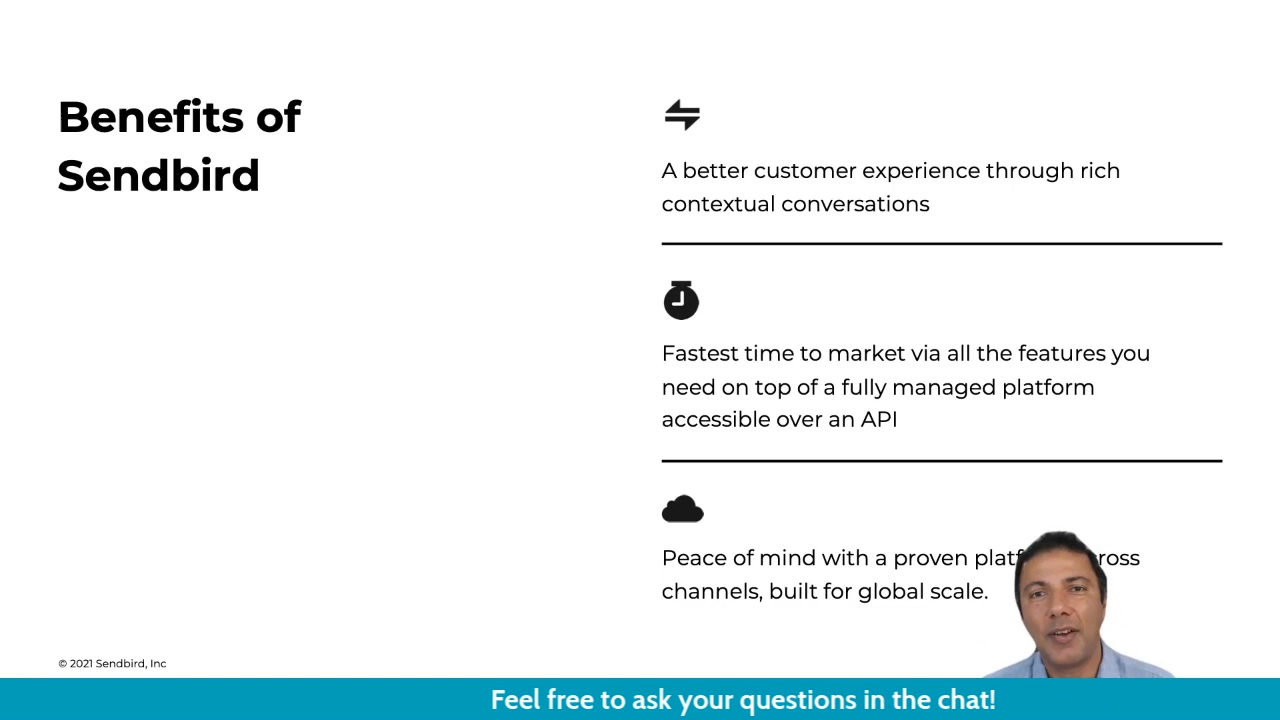 Benefits of
Sendbird
A better customer experience through rich
contextual conversations
Fastest time to market via all the features you
need on top of a fully managed platform
accessible over an API
Peace of mind with a proven
channels, built for global scale.
© 2021 Sendbird, Inc
Feel free to ask your questions in the chat!